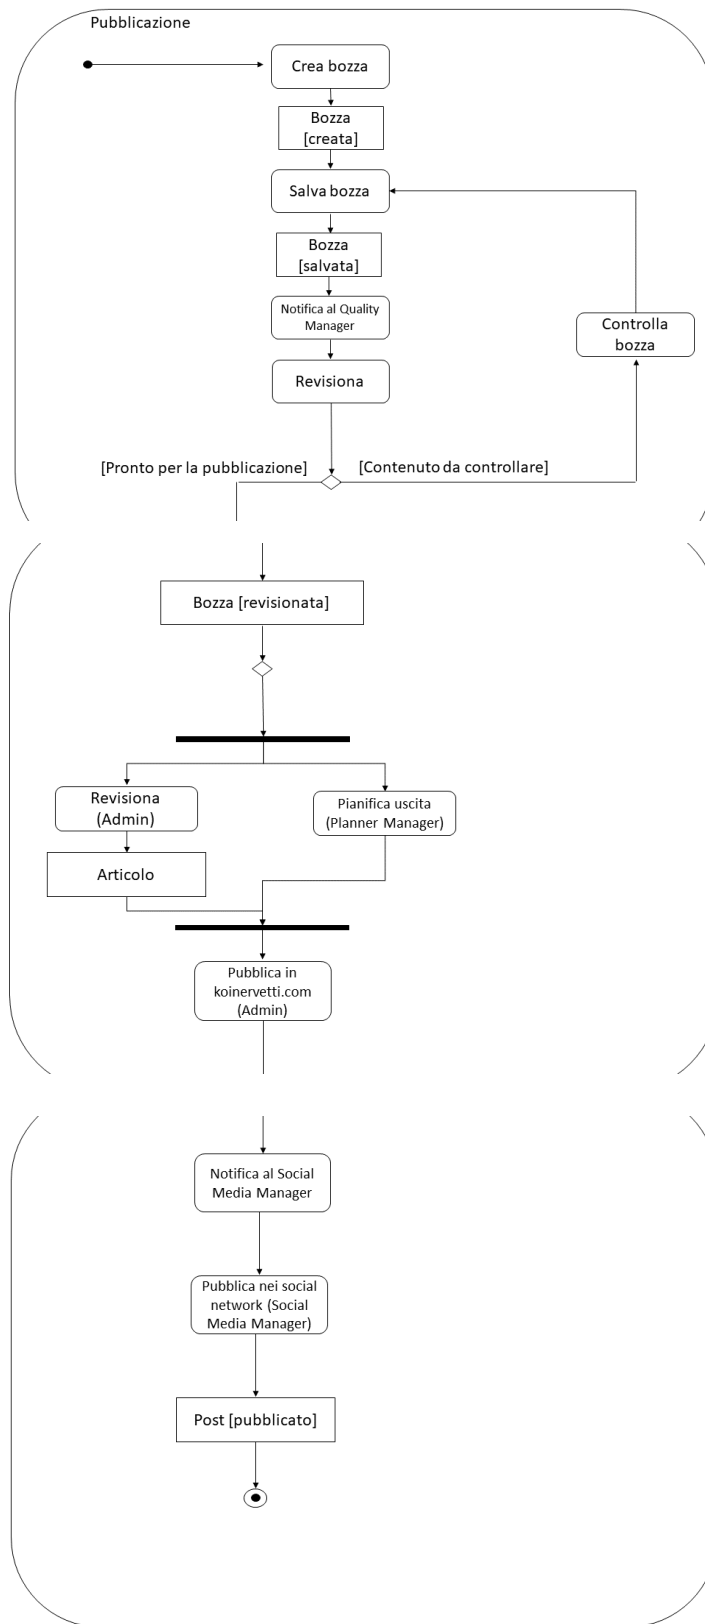 Pubblicazione
Crea bozza
Bozza
[creata]
Salva bozza
Bozza
[salvata]
Notifica al Quality
Manager
Controlla
bozza
Revisiona
[Pronto per la pubblicazione]
[Contenuto da controllare]
Bozza [revisionata]
Revisiona
(Admin)
Pianifica uscita
(Planner Manager)
Articolo
Pubblica in
koinervetti.com
(Admin)
Notifica al Social
Media Manager
Pubblica nei social
network (Social
Media Manager)
Post [pubblicato]